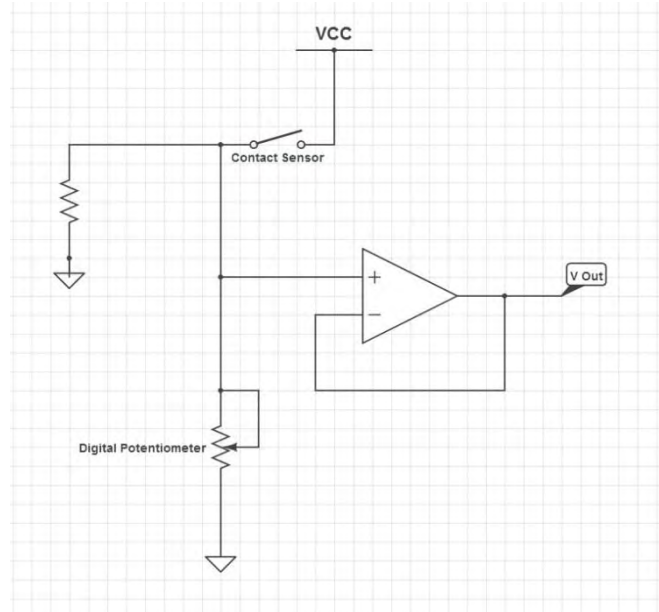 VCC
Contact Sensor
+
V Out
−
Digital Potentiometer